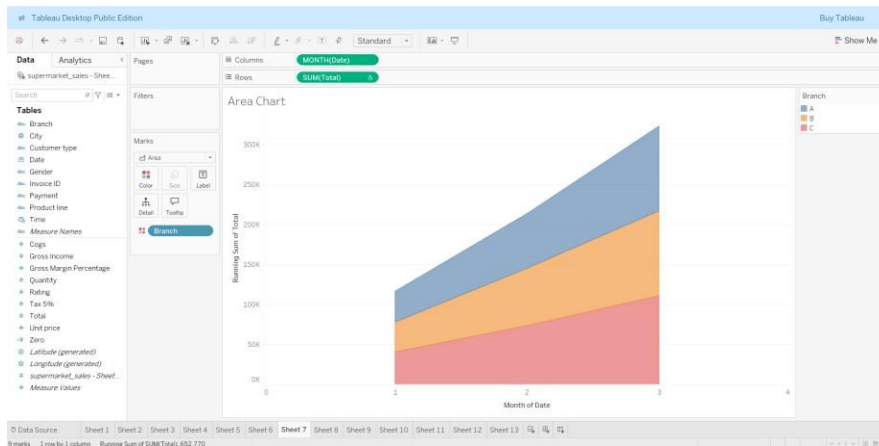 Tableau Desktop Public Edition
Buy Tableau
Standard
Show Me
Data
Analytics
Pages
Columns
MONTH(Date)
supermarket_sales - Shee...
Rows
SUM(Total)
Search
Filters
Area Chart
Branch
A
B
C
Tables
Branch
City
Customer type
Date
Gender
Invoice ID
Payment
Product line
Time
Measure Names
Cogs
Gross Income
Gross Margin Percentage
Quantity
Rating
Tax 5%
Total
Unit price
Zero
Latitude (generated)
Longitude (generated)
supermarket_sales - Sheet...
Measure Values
Marks
Area
Color
Size
Label
Detail
Tooltip
Branch
Running Sum of Total
300K
250K
200K
150K
100K
50K
0K
0
1
2
3
4
Month of Date
Data Source
Sheet 1
Sheet 2
Sheet 3
Sheet 4
Sheet 5
Sheet 6
Sheet 7
Sheet 8
Sheet 9
Sheet 10
Sheet 11
Sheet 12
Sheet 13
9 marks
1 row by 1 column
Running Sum of SUM(Total): 652,770